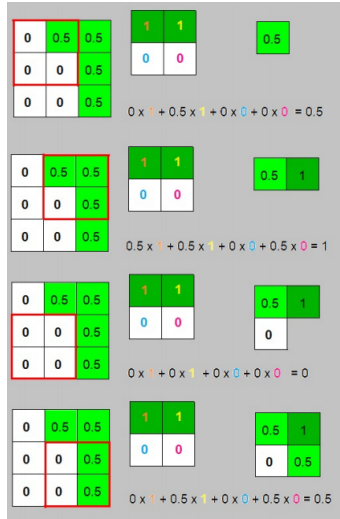 0 0.5 0.5 1 1 0.5
0 0 0.5 0 0
0 0 0.5
0 x 1 + 0.5 x 1 + 0 x 0 + 0 x 0 = 0.5
0 0.5 0.5 1 1 0.5 1
0 0 0.5 0 0
0 0 0.5
0.5 x 1 + 0.5 x 1 + 0 x 0 + 0.5 x 0 = 1
0 0.5 0.5 1 1 0.5 1
0 0 0.5 0 0 0
0 0 0.5
0 x 1 + 0 x 1 + 0 x 0 + 0 x 0 = 0
0 0.5 0.5 1 1 0.5 1
0 0 0.5 0 0 0 0.5
0 0 0.5
0 x 1 + 0.5 x 1 + 0 x 0 + 0.5 x 0 = 0.5